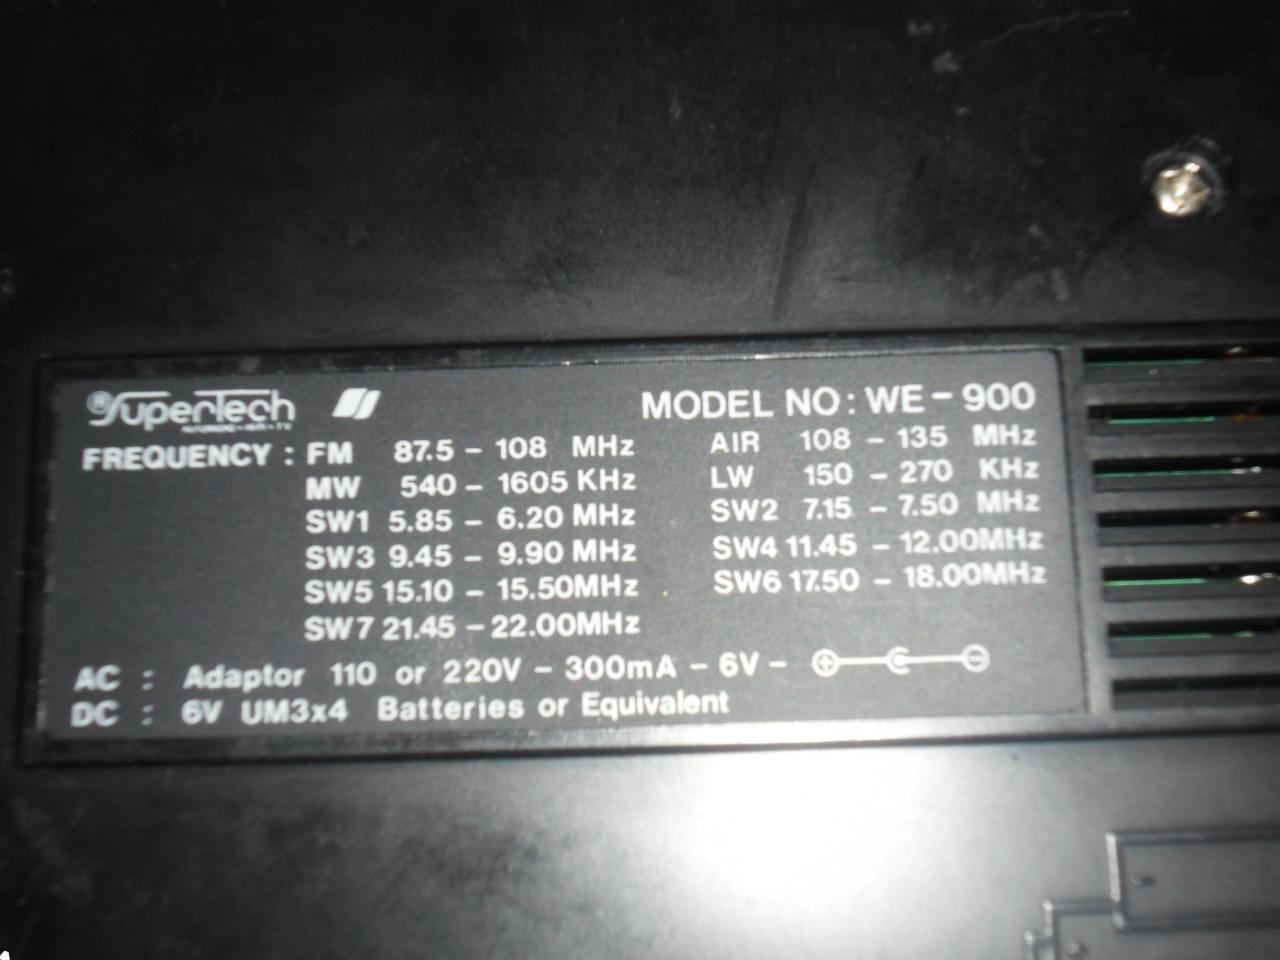 SuperTech
MODEL NO: WE-900
FREQUENCY : FM 87.5 - 108 MHz AIR 108 - 135 MHz
MW 540 - 1605 KHz LW 150 - 270 KHz
SW1 5.85 - 6.20 MHz SW2 7.15 - 7.50 MHz
SW3 9.45 - 9.90 MHz SW4 11.45 - 12.00MHz
SW5 15.10 - 15.50MHz SW6 17.50 - 18.00MHz
SW7 21.45 - 22.00MHz
AC : Adaptor 110 or 220V - 300mA - 6V -
DC : 6V UM3x4 Batteries or Equivalent